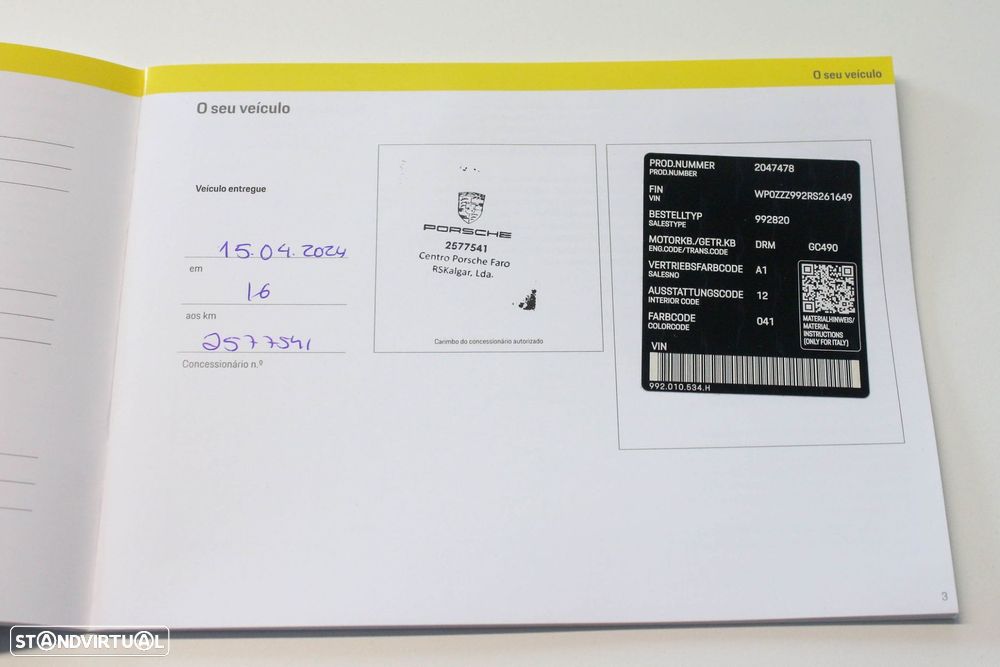 O seu veículo
O seu veículo
Veículo entregue
15.04.2024
em
16
aos km
2577541
Concessionário n.º
PORSCHE
PORSCHE
2577541
Centro Porsche Faro
RSKalgar, Lda.
Carimbo do concessionário autorizado
PROD.NUMMER 2047478
PROD.NUMBER
FIN WP0ZZZ992RS261649
VIN
BESTELLTYP 992820
SALESTYPE
MOTORKB./GETR.KB DRM GC490
ENG.CODE/TRANS.CODE
VERTRIEBSFARBCODE A1
SALESNO
AUSSTATTUNGSCODE 12
INTERIOR CODE
FARBCODE 041
COLORCODE
MATERIALHINWEIS/
MATERIAL
INSTRUCTIONS
(ONLY FOR ITALY)
VIN
992.010.534.H
3
STANDVIRTUAL